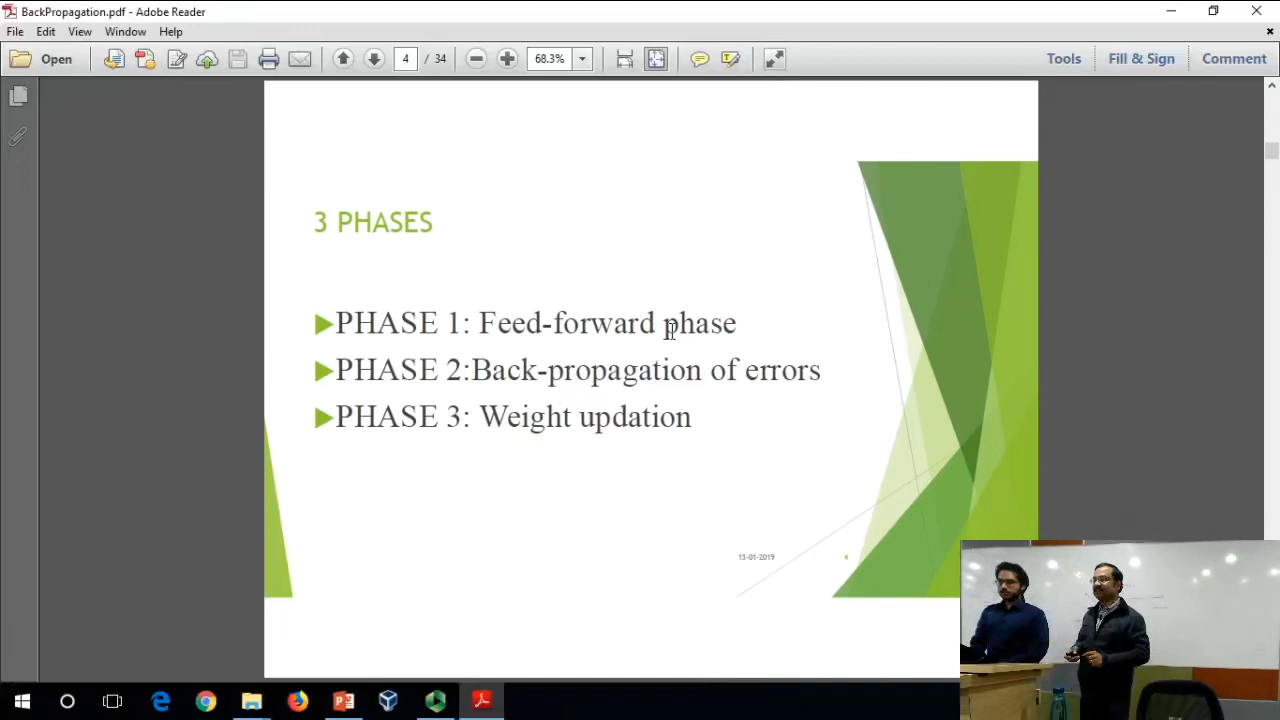 BackPropagation.pdf - Adobe Reader
File Edit View Window Help
Open 4 / 34 68.3% Tools Fill & Sign Comment
3 PHASES
PHASE 1: Feed-forward phase
PHASE 2:Back-propagation of errors
PHASE 3: Weight updation
13-01-2019 4